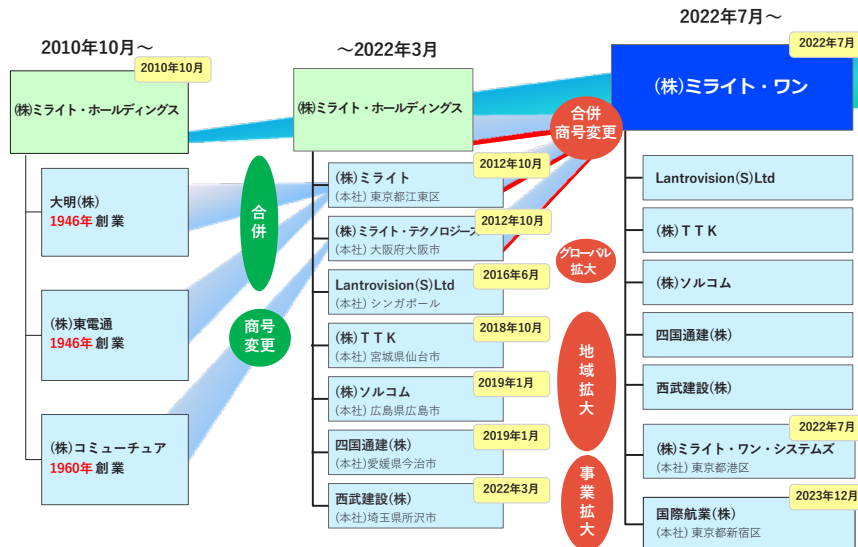 2010年10月～
2010年10月
(株)ミライト・ホールディングス
大明(株)
1946年 創 業
(株)東電通
1946年 創 業
(株)コミューチュア
1960年 創 業
合併
商号
変更
～2022年3月
(株)ミライト・ホールディングス
2012年10月
(株)ミライト
(本社) 東京都江東区
2012年10月
(株)ミライト・テクノロジーズ
(本社) 大阪府大阪市
2016年6月
Lantrovision(S)Ltd
(本社) シンガポール
2018年10月
(株)ＴＴＫ
(本社) 宮城県仙台市
2019年1月
(株)ソルコム
(本社) 広島県広島市
2019年1月
四国通建(株)
(本社)愛媛県今治市
2022年3月
西武建設(株)
(本社)埼玉県所沢市
合併
商号変更
グローバル
拡大
地域拡大
事業拡大
2022年7月～
2022年7月
(株)ミライト・ワン
Lantrovision(S)Ltd
(株)ＴＴＫ
(株)ソルコム
四国通建(株)
西武建設(株)
2022年7月
(株)ミライト・ワン・システムズ
(本社) 東京都港区
2023年12月
国際航業(株)
(本社) 東京都新宿区